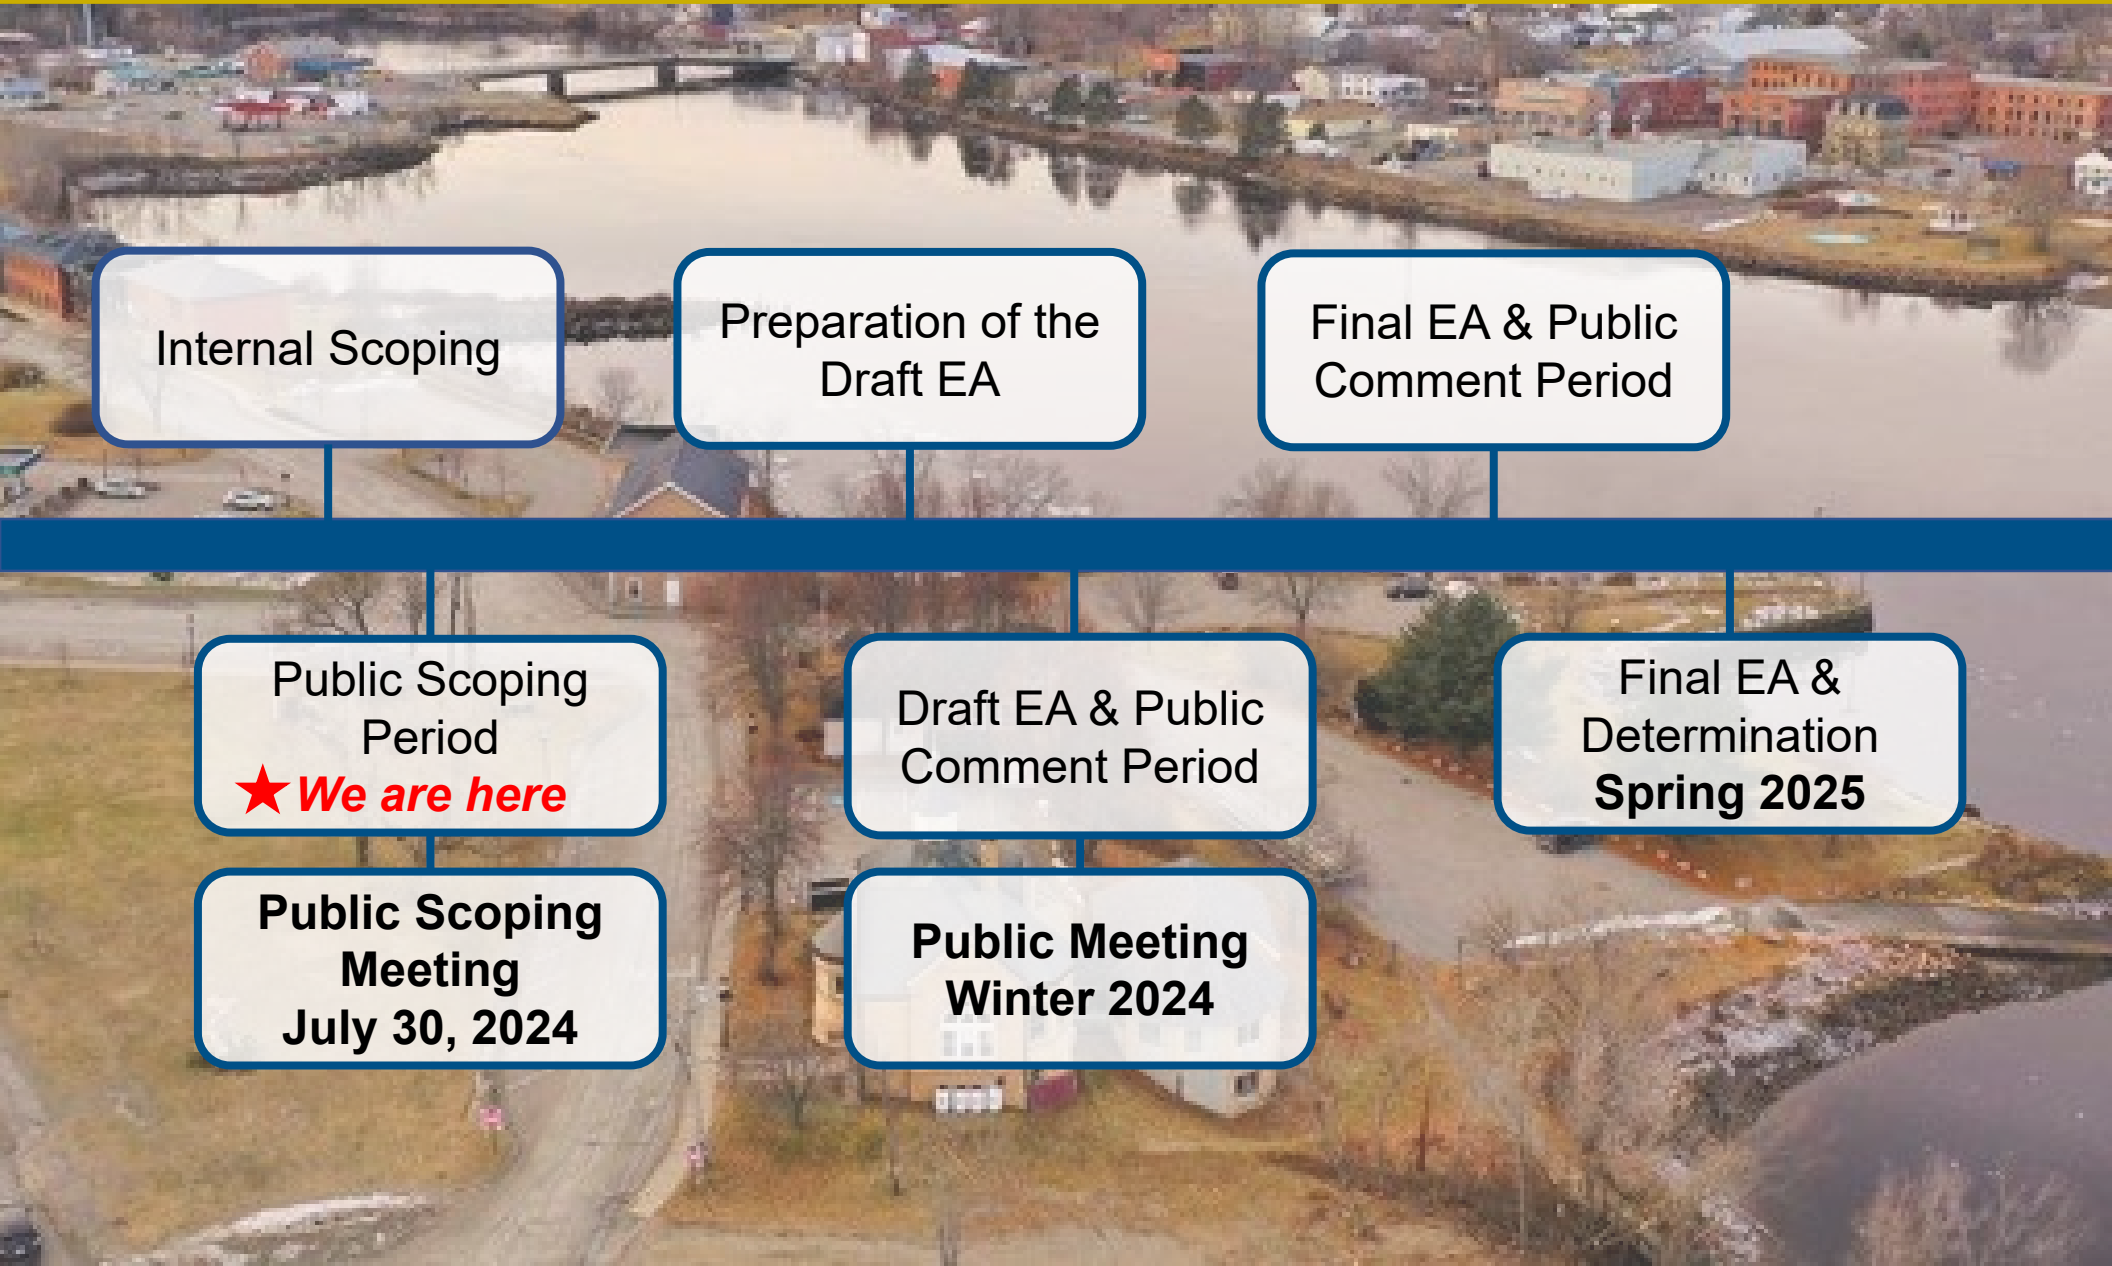 Internal Scoping
Preparation of the
Draft EA
Final EA & Public
Comment Period
Public Scoping
Period
We are here
Public Scoping
Meeting
July 30, 2024
Draft EA & Public
Comment Period
Public Meeting
Winter 2024
Final EA &
Determination
Spring 2025